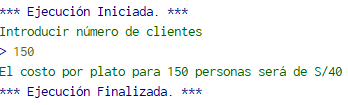 *** Ejecución Iniciada. ***
Introducir número de clientes
> 150
El costo por plato para 150 personas será de S/40
*** Ejecución Finalizada. ***